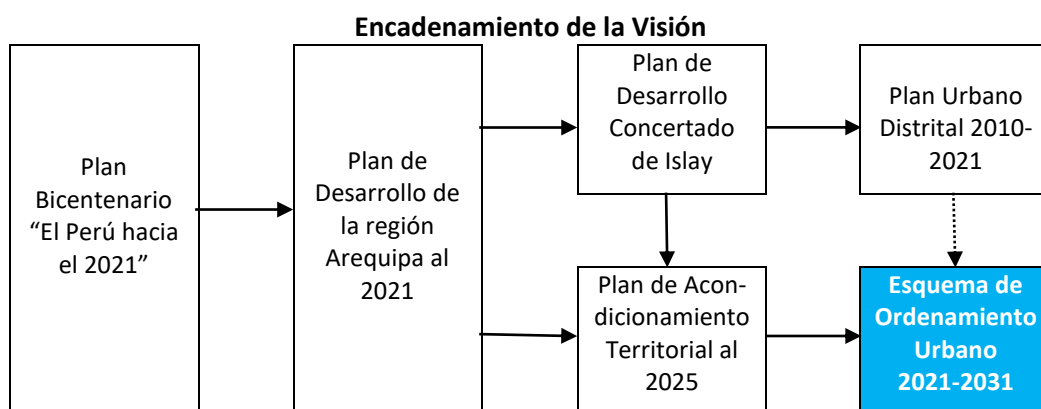 Encadenamiento de la Visión
Plan
Bicentenario
“El Perú hacia
el 2021”
Plan de
Desarrollo de
la región
Arequipa al
2021
Plan de
Desarrollo
Concertado
de Islay
Plan Urbano
Distrital 2010-
2021
Plan de Acon-
dicionamiento
Territorial al
2025
Esquema de
Ordenamiento
Urbano
2021-2031